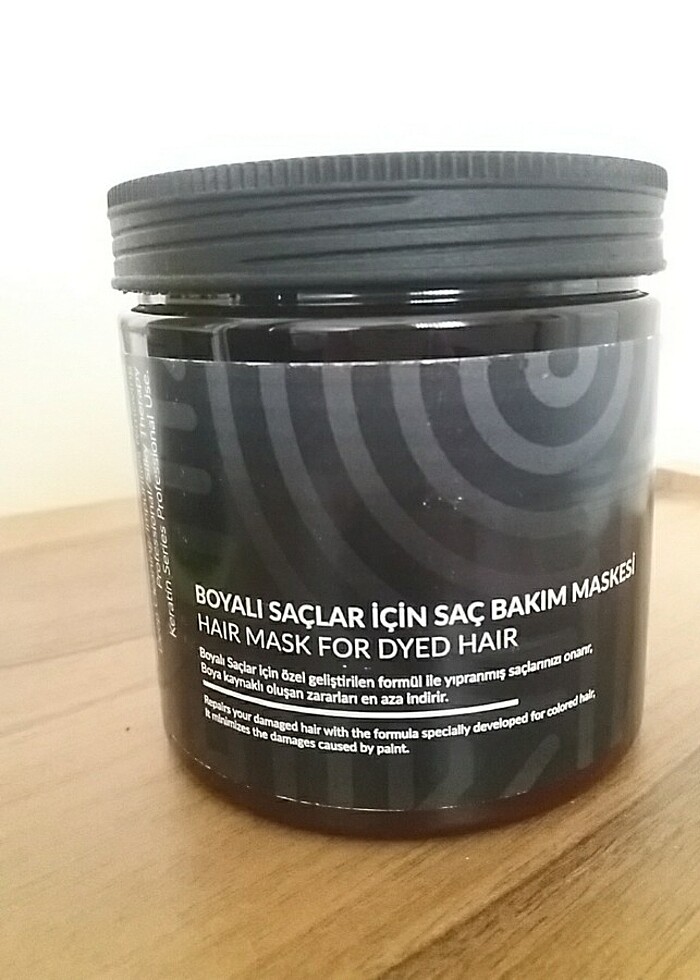 BOYALI SAÇLAR İÇİN SAÇ BAKIM MASKESİ
HAIR MASK FOR DYED HAIR
Boyalı Saçlar için özel geliştirilen formül ile yıpranmış saçlarınızı onarır,
Boya kaynaklı oluşan zararları en aza indirir.
Repairs your damaged hair with the formula specially developed for colored hair,
It minimizes the damages caused by paint.
Professional Therapy
Keratin Series Professional Use.